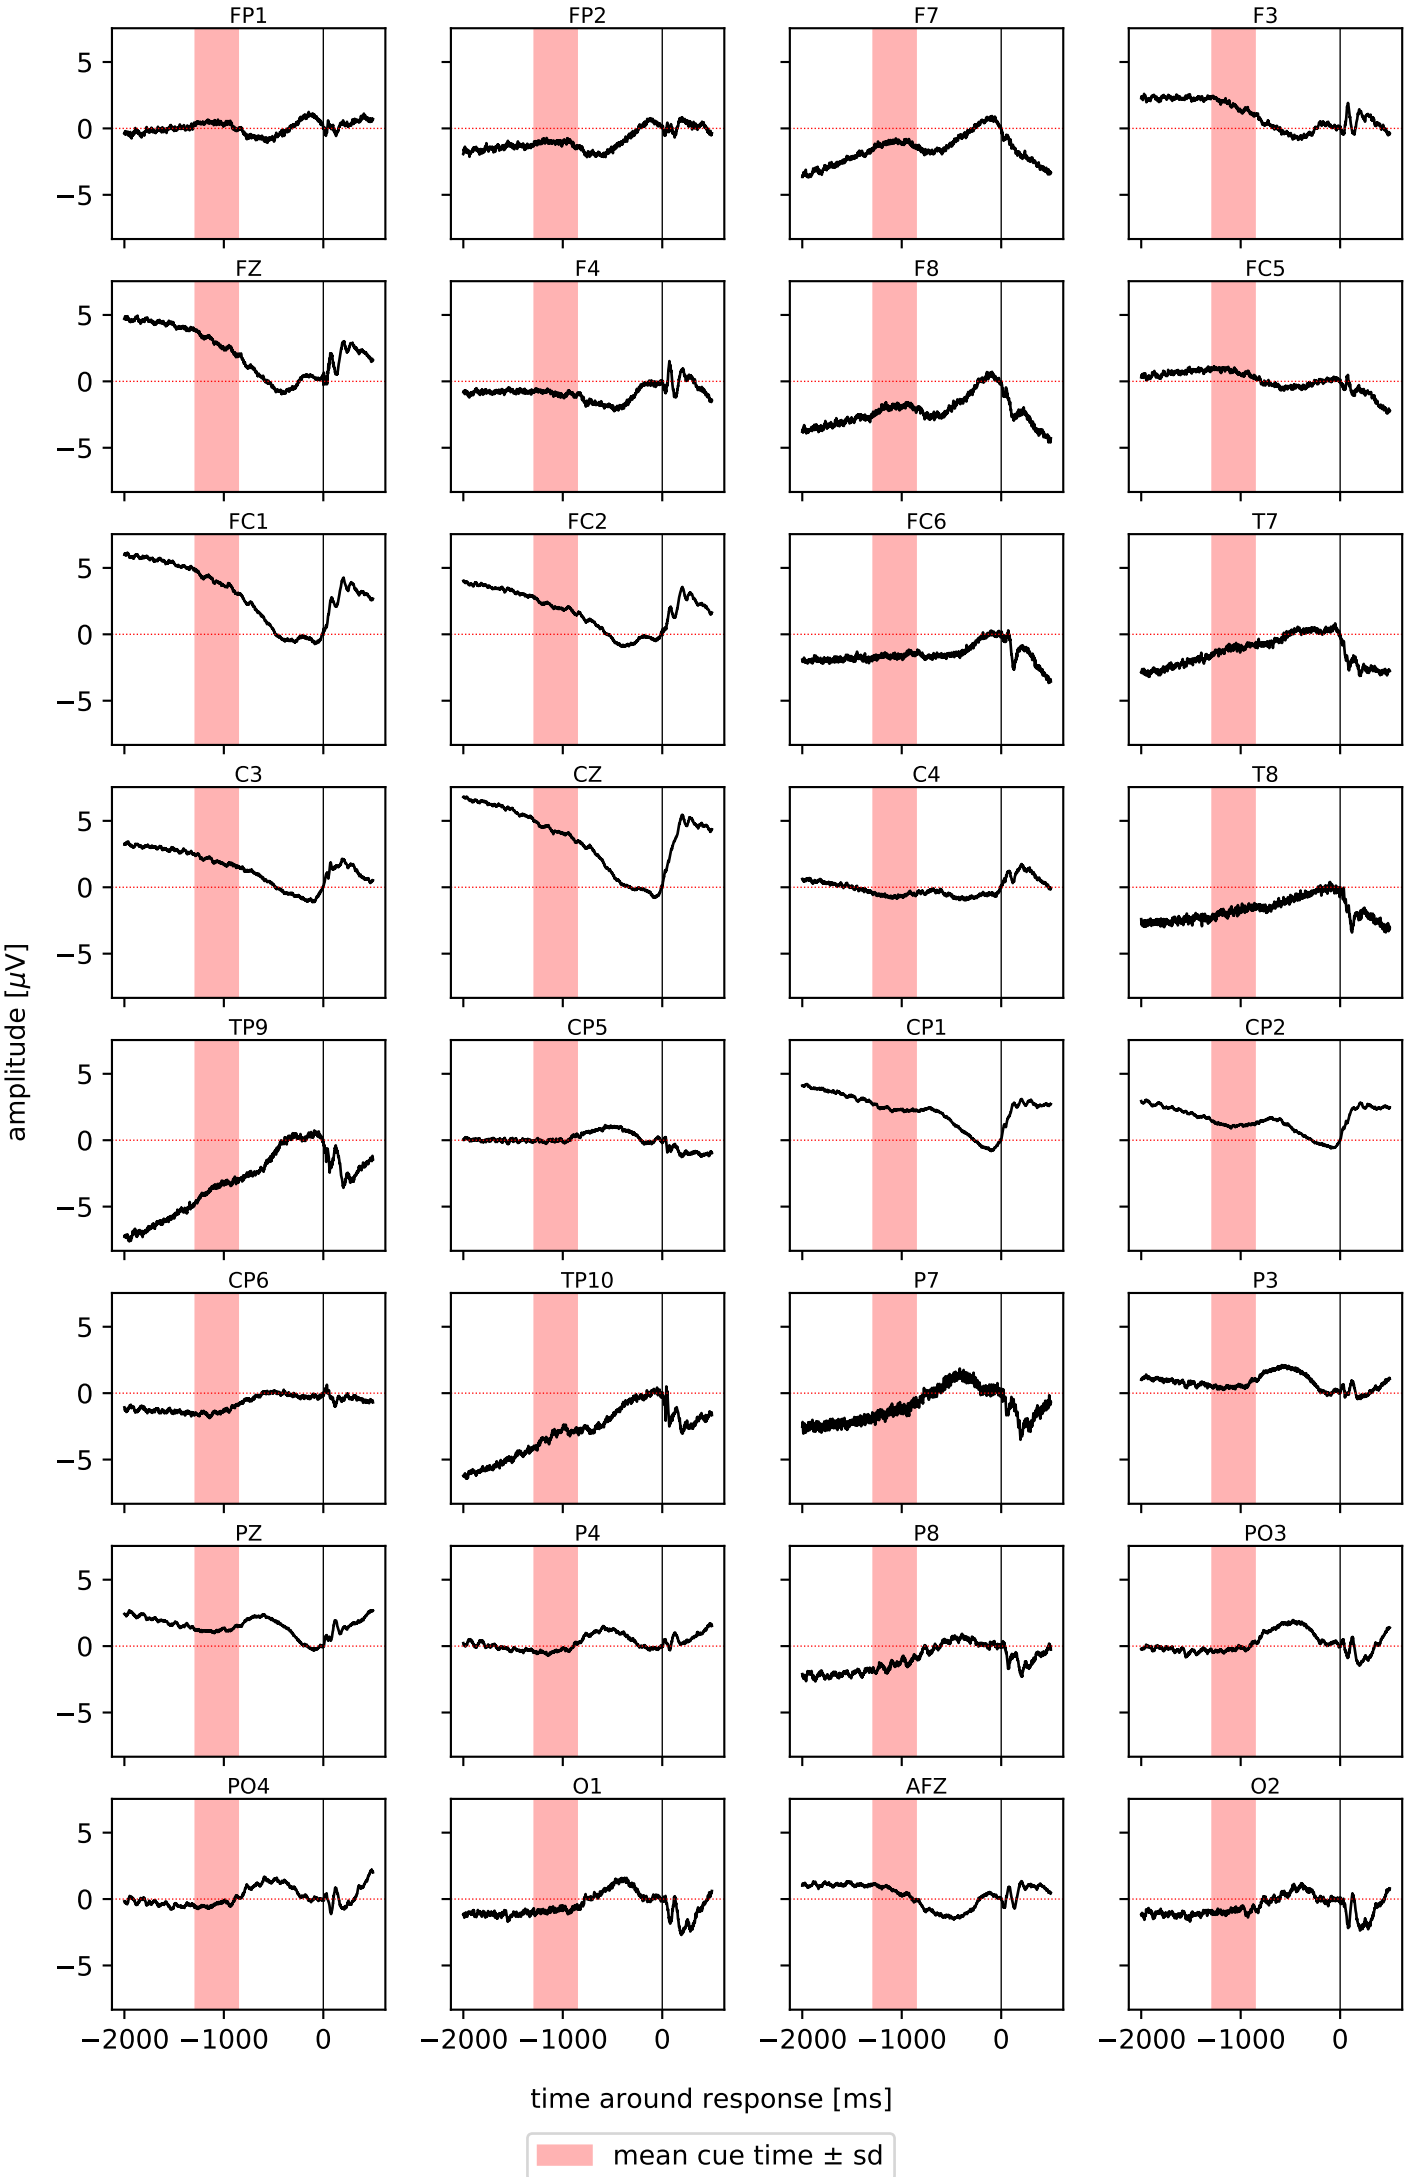 FP1 FP2 F7 F3
5
0
−5
FZ F4 F8 FC5
5
0
−5
FC1 FC2 FC6 T7
5
0
−5
C3 CZ C4 T8
5
0
−5
amplitude [μV]
TP9 CP5 CP1 CP2
5
0
−5
CP6 TP10 P7 P3
5
0
−5
PZ P4 P8 PO3
5
0
−5
PO4 O1 AFZ O2
5
0
−5
−2000 −1000 0 −2000 −1000 0 −2000 −1000 0 −2000 −1000 0
time around response [ms]
mean cue time ± sd